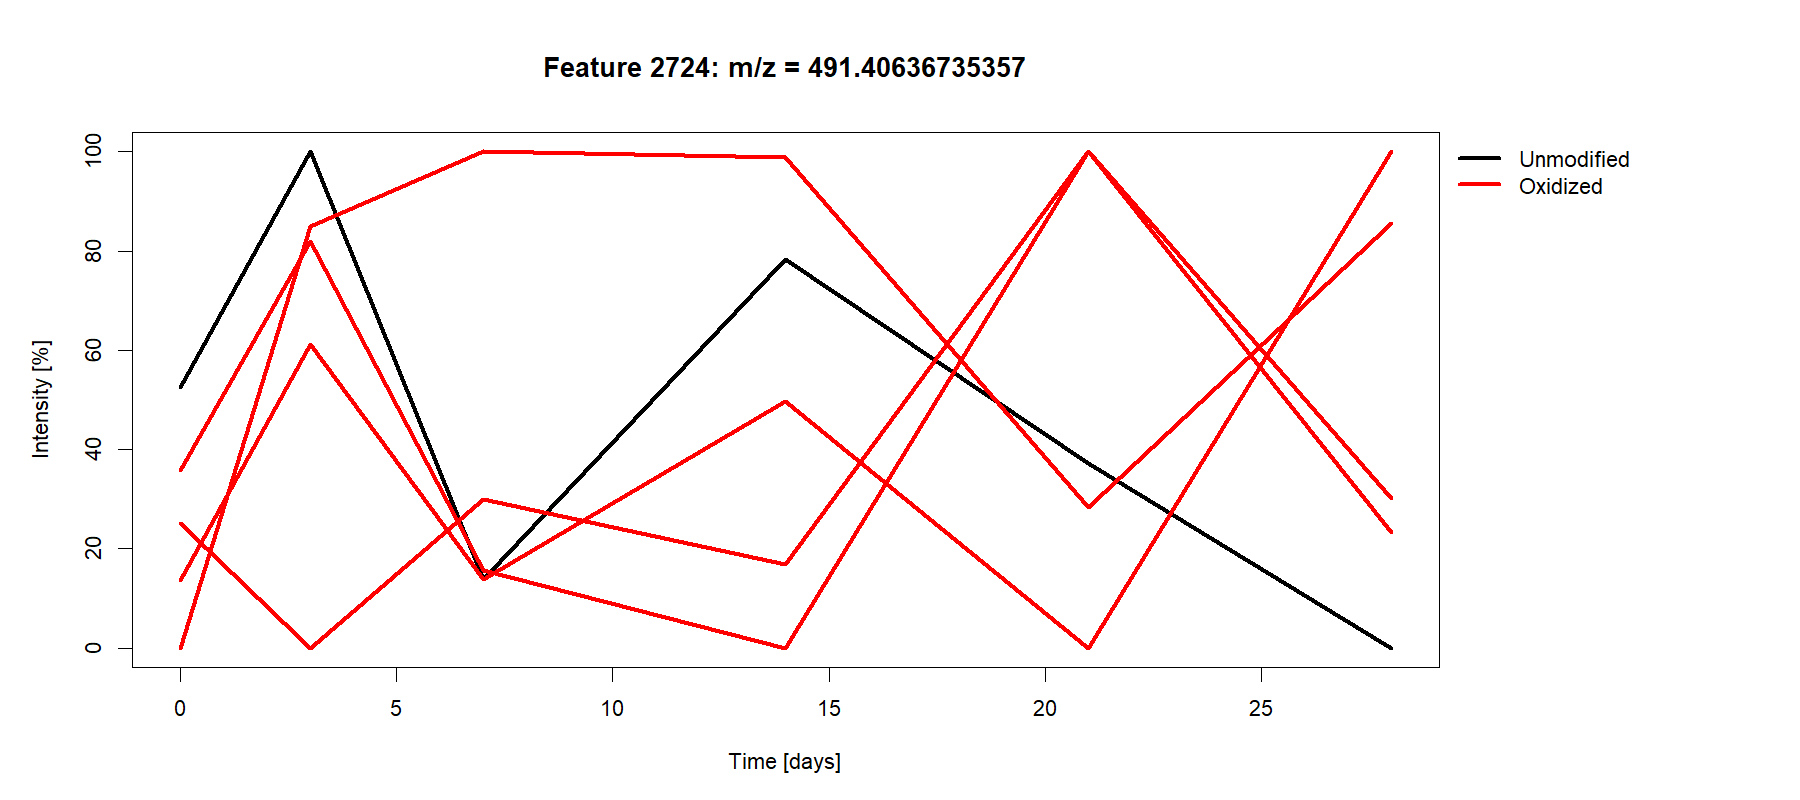 Feature 2724: m/z = 491.40636735357
Unmodified
Oxidized
100
80
60
40
20
0
Intensity [%]
0 5 10 15 20 25
Time [days]